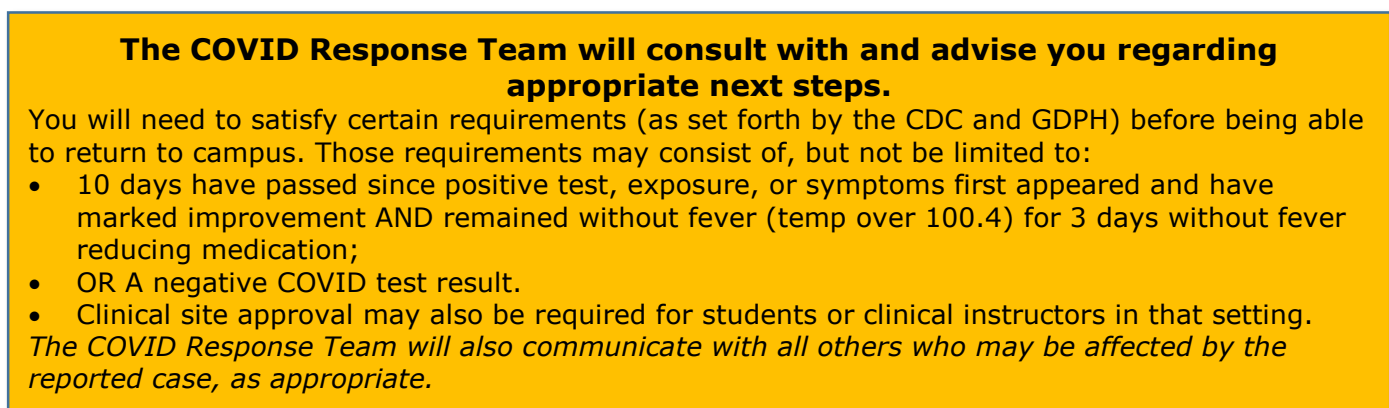 The COVID Response Team will consult with and advise you regarding
appropriate next steps.
You will need to satisfy certain requirements (as set forth by the CDC and GDPH) before being able
to return to campus. Those requirements may consist of, but not be limited to:
• 10 days have passed since positive test, exposure, or symptoms first appeared and have
marked improvement AND remained without fever (temp over 100.4) for 3 days without fever
reducing medication;
• OR A negative COVID test result.
• Clinical site approval may also be required for students or clinical instructors in that setting.
The COVID Response Team will also communicate with all others who may be affected by the
reported case, as appropriate.